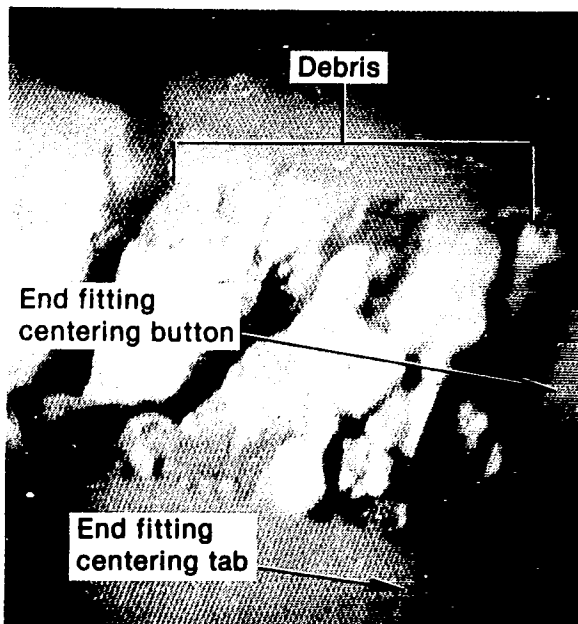 Debris
End fitting
centering button
End fitting
centering tab